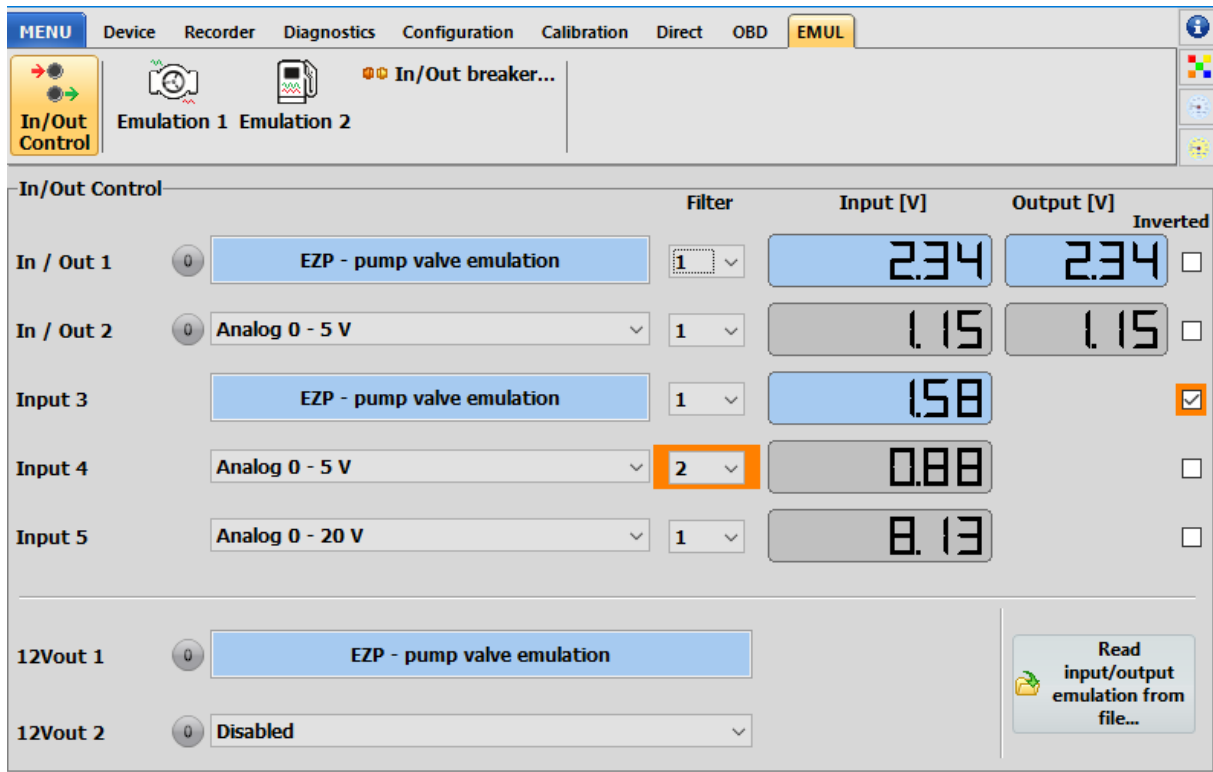 MENU Device Recorder Diagnostics Configuration Calibration Direct OBD EMUL
In/Out Control
Emulation 1
Emulation 2
In/Out breaker...
In/Out Control
Filter Input [V] Output [V]
Inverted
In / Out 1 0 EZP - pump valve emulation 1 2.34 2.34
In / Out 2 0 Analog 0 - 5 V 1 1.15 1.15
Input 3 EZP - pump valve emulation 1 1.58
Input 4 Analog 0 - 5 V 2 0.88
Input 5 Analog 0 - 20 V 1 8.13
12Vout 1 0 EZP - pump valve emulation
12Vout 2 0 Disabled
Read
input/output
emulation from
file...